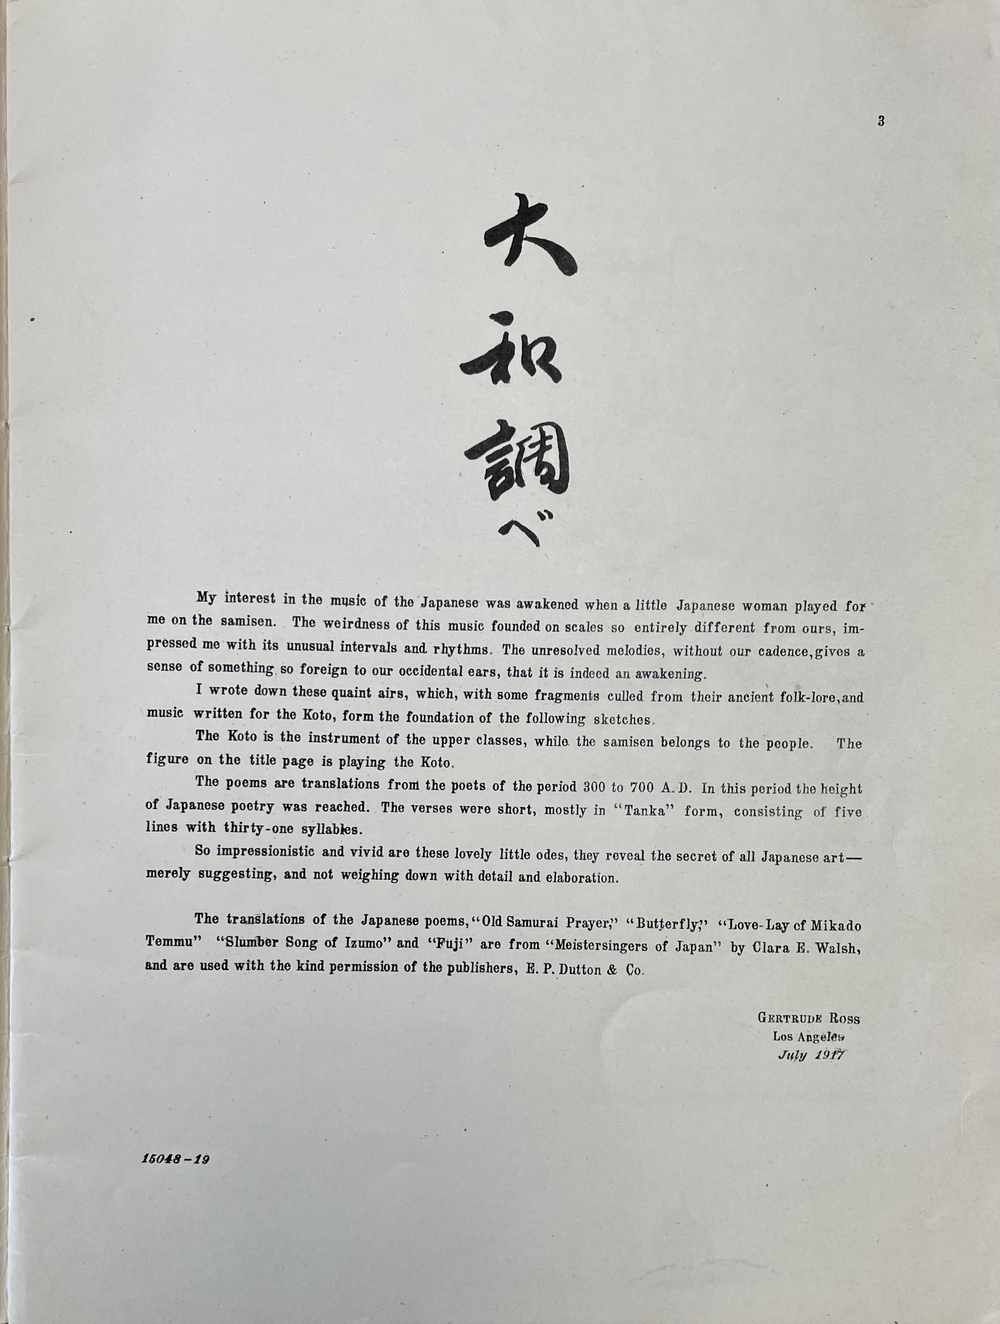 3
大和調べ
My interest in the music of the Japanese was awakened when a little Japanese woman played for
me on the samisen. The weirdness of this music founded on scales so entirely different from ours, im-
pressed me with its unusual intervals and rhythms. The unresolved melodies, without our cadence, gives a
sense of something so foreign to our occidental ears, that it is indeed an awakening.
I wrote down these quaint airs, which, with some fragments culled from their ancient folk-lore, and
music written for the Koto, form the foundation of the following sketches.
The Koto is the instrument of the upper classes, while the samisen belongs to the people. The
figure on the title page is playing the Koto.
The poems are translations from the poets of the period 300 to 700 A.D. In this period the height
of Japanese poetry was reached. The verses were short, mostly in “Tanka” form, consisting of five
lines with thirty-one syllables.
So impressionistic and vivid are these lovely little odes, they reveal the secret of all Japanese art—
merely suggesting, and not weighing down with detail and elaboration.
The translations of the Japanese poems, “Old Samurai Prayer,” “Butterfly,” “Love-Lay of Mikado
Temmu” “Slumber Song of Izumo” and “Fuji” are from “Meistersingers of Japan” by Clara E. Walsh,
and are used with the kind permission of the publishers, E. P. Dutton & Co.
GERTRUDE ROSS
Los Angeles
July 1917
15048-19